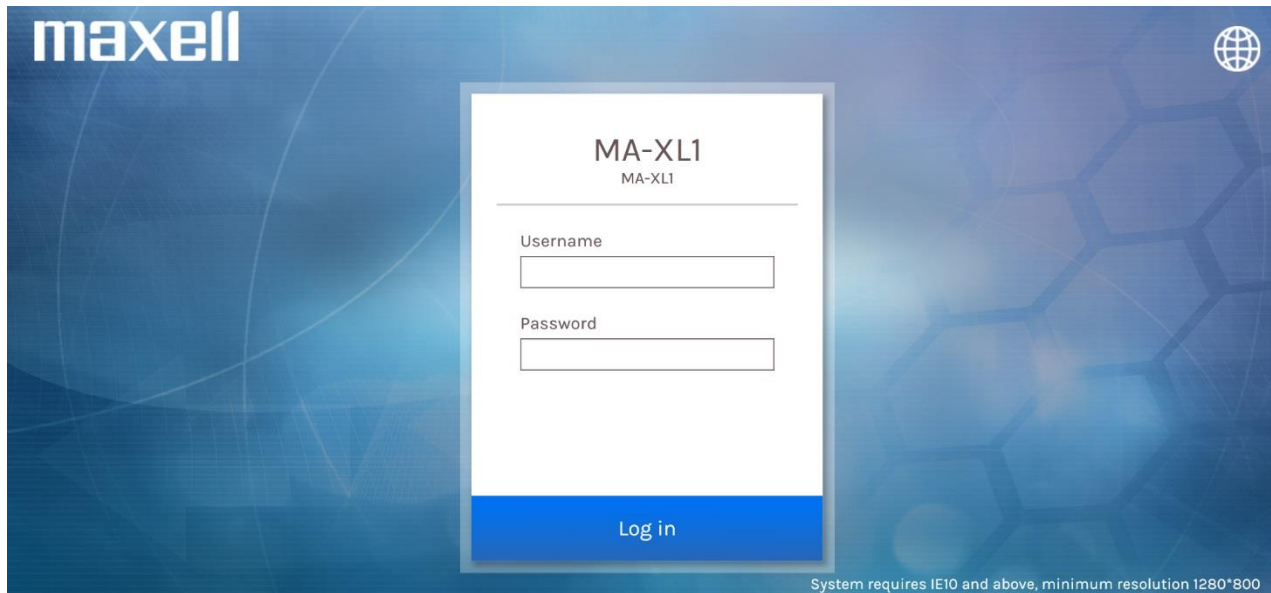 maxell
MA-XL1
MA-XL1
Username
Password
Log in
System requires IE10 and above, minimum resolution 1280*800